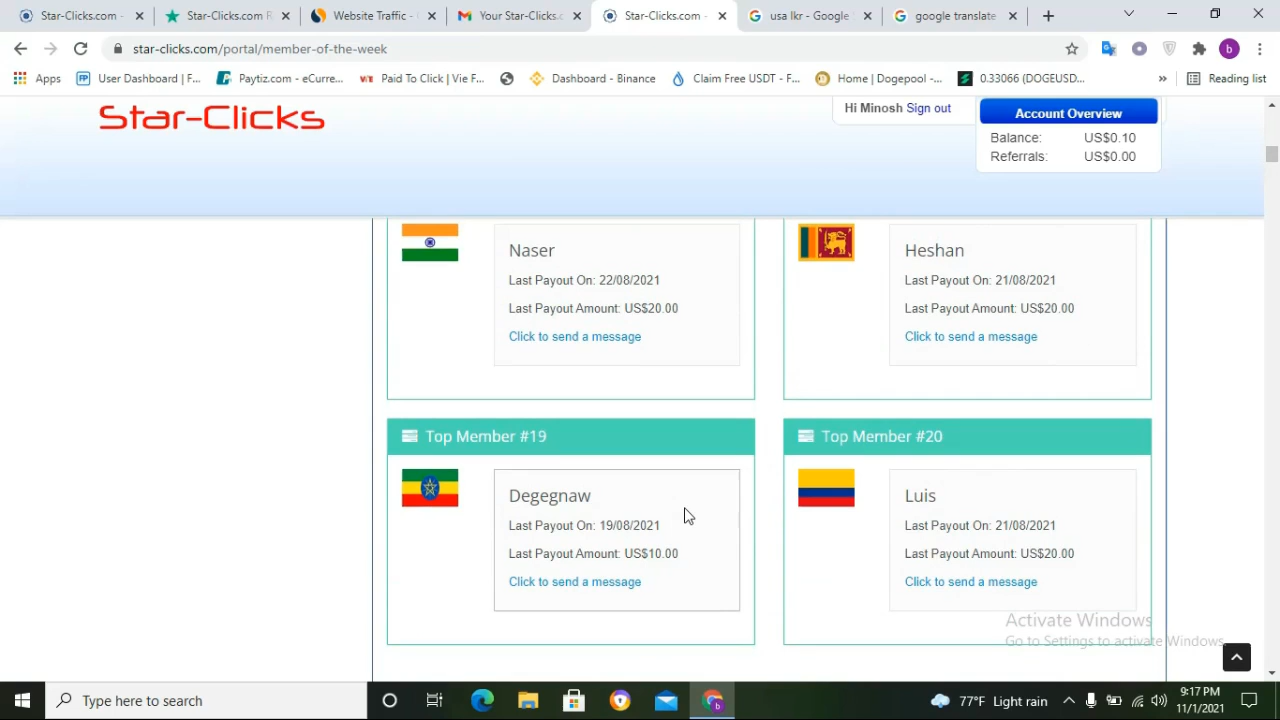 Star-Clicks.com -
Star-Clicks.com R
Website Traffic -
Your Star-Clicks.c
Star-Clicks.com -
usa lkr - Google
google translate
star-clicks.com/portal/member-of-the-week
Apps
User Dashboard | F...
Paytiz.com - eCurre...
Paid To Click | Vie F...
Dashboard - Binance
Claim Free USDT - F...
Home | Dogepool -...
0.33066 (DOGEUSD...
»
Reading list
Star-Clicks
Hi Minosh Sign out
Account Overview
Balance: US$0.10
Referrals: US$0.00
Naser
Last Payout On: 22/08/2021
Last Payout Amount: US$20.00
Click to send a message
Heshan
Last Payout On: 21/08/2021
Last Payout Amount: US$20.00
Click to send a message
Top Member #19
Degegnaw
Last Payout On: 19/08/2021
Last Payout Amount: US$10.00
Click to send a message
Top Member #20
Luis
Last Payout On: 21/08/2021
Last Payout Amount: US$20.00
Click to send a message
Activate Windows
Go to Settings to activate Windows.
Type here to search
77°F Light rain
9:17 PM
11/1/2021